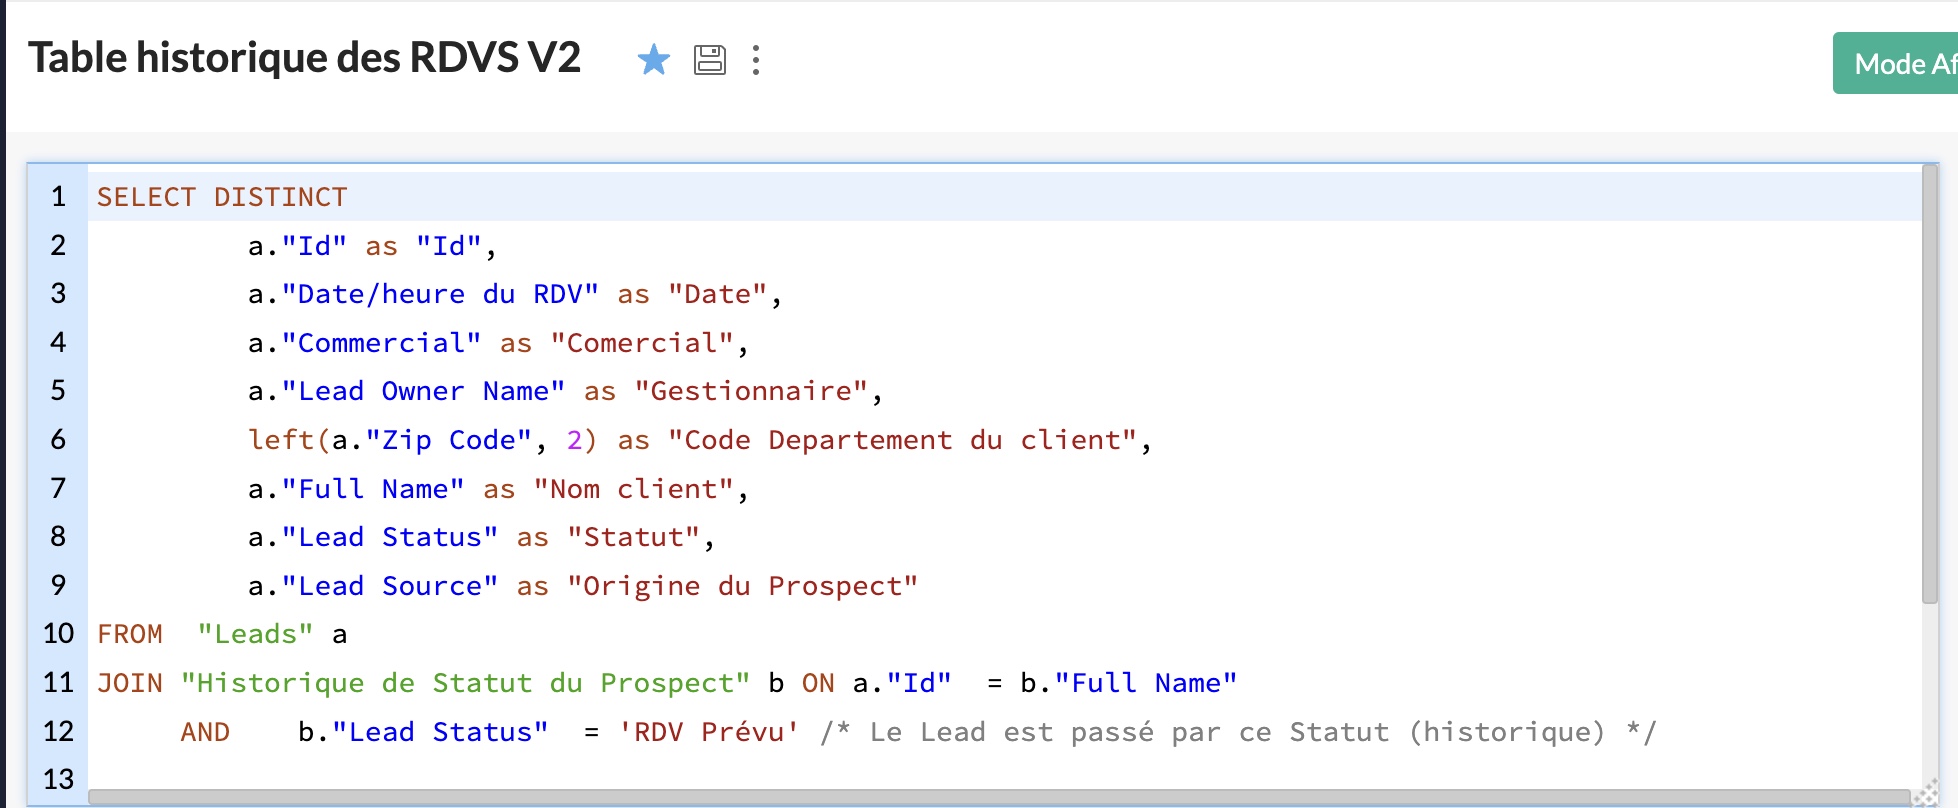 Table historique des RDVS V2
Mode Af
1 SELECT DISTINCT
2 a."Id" as "Id",
3 a."Date/heure du RDV" as "Date",
4 a."Commercial" as "Comercial",
5 a."Lead Owner Name" as "Gestionnaire",
6 left(a."Zip Code", 2) as "Code Departement du client",
7 a."Full Name" as "Nom client",
8 a."Lead Status" as "Statut",
9 a."Lead Source" as "Origine du Prospect"
10 FROM "Leads" a
11 JOIN "Historique de Statut du Prospect" b ON a."Id" = b."Full Name"
12 AND b."Lead Status" = 'RDV Prévu' /* Le Lead est passé par ce Statut (historique) */
13